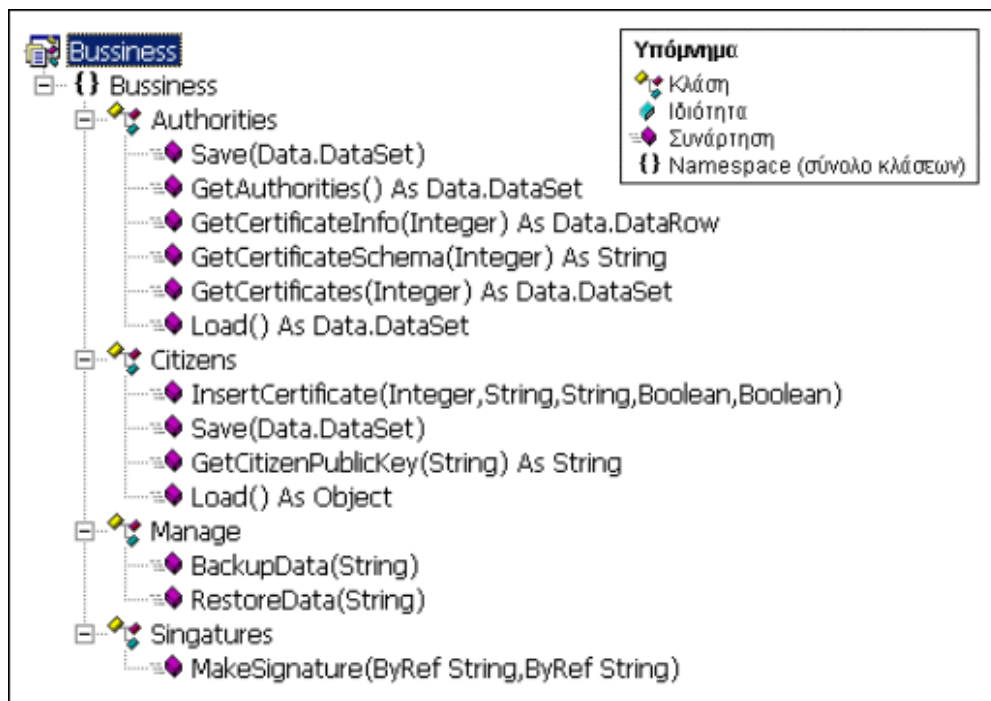 Bussiness
{} Bussiness
Authorities
Save(Data.DataSet)
GetAuthorities() As Data.DataSet
GetCertificateInfo(Integer) As Data.DataRow
GetCertificateSchema(Integer) As String
GetCertificates(Integer) As Data.DataSet
Load() As Data.DataSet
Citizens
InsertCertificate(Integer,String,String,Boolean,Boolean)
Save(Data.DataSet)
GetCitizenPublicKey(String) As String
Load() As Object
Manage
BackupData(String)
RestoreData(String)
Singatures
MakeSignature(ByRef String,ByRef String)
Υπόμνημα
Κλάση
Ιδιότητα
Συνάρτηση
{} Namespace (σύνολο κλάσεων)